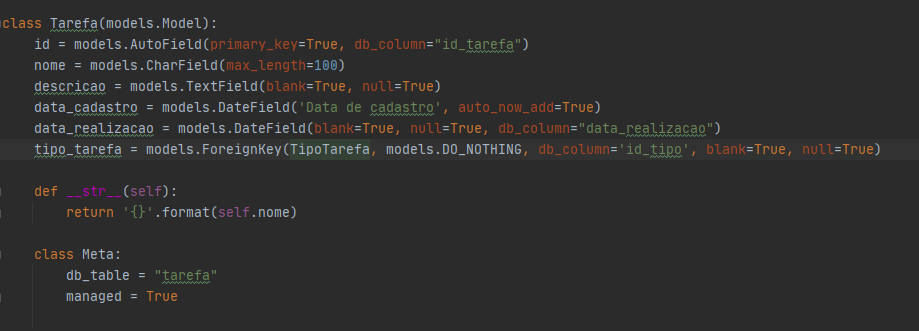 class Tarefa(models.Model):
    id = models.AutoField(primary_key=True, db_column="id_tarefa")
    nome = models.CharField(max_length=100)
    descricao = models.TextField(blank=True, null=True)
    data_cadastro = models.DateField('Data de cadastro', auto_now_add=True)
    data_realizacao = models.DateField(blank=True, null=True, db_column="data_realizacao")
    tipo_tarefa = models.ForeignKey(TipoTarefa, models.DO_NOTHING, db_column='id_tipo', blank=True, null=True)
    def __str__(self):
        return '{}'.format(self.nome)
    class Meta:
        db_table = "tarefa"
        managed = True